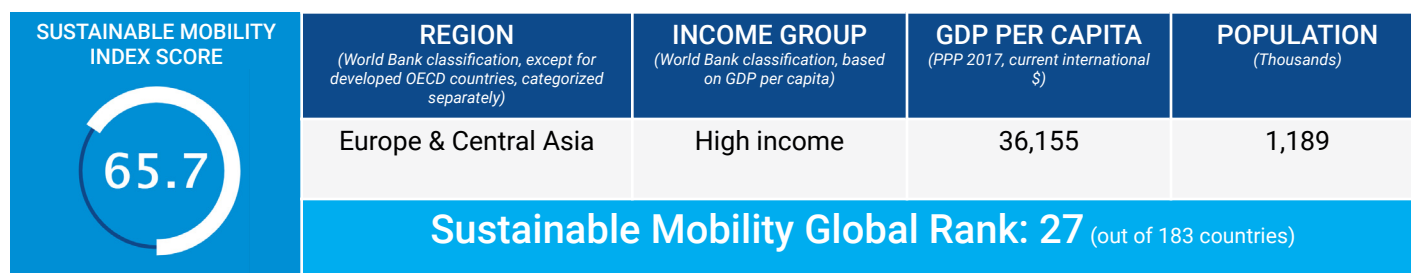 SUSTAINABLE MOBILITY
INDEX SCORE
65.7
REGION
(World Bank classification, except for
developed OECD countries, categorized
separately)
INCOME GROUP
(World Bank classification, based
on GDP per capita)
GDP PER CAPITA
(PPP 2017, current international
$)
POPULATION
(Thousands)
Europe & Central Asia
High income
36,155
1,189
Sustainable Mobility Global Rank: 27 (out of 183 countries)